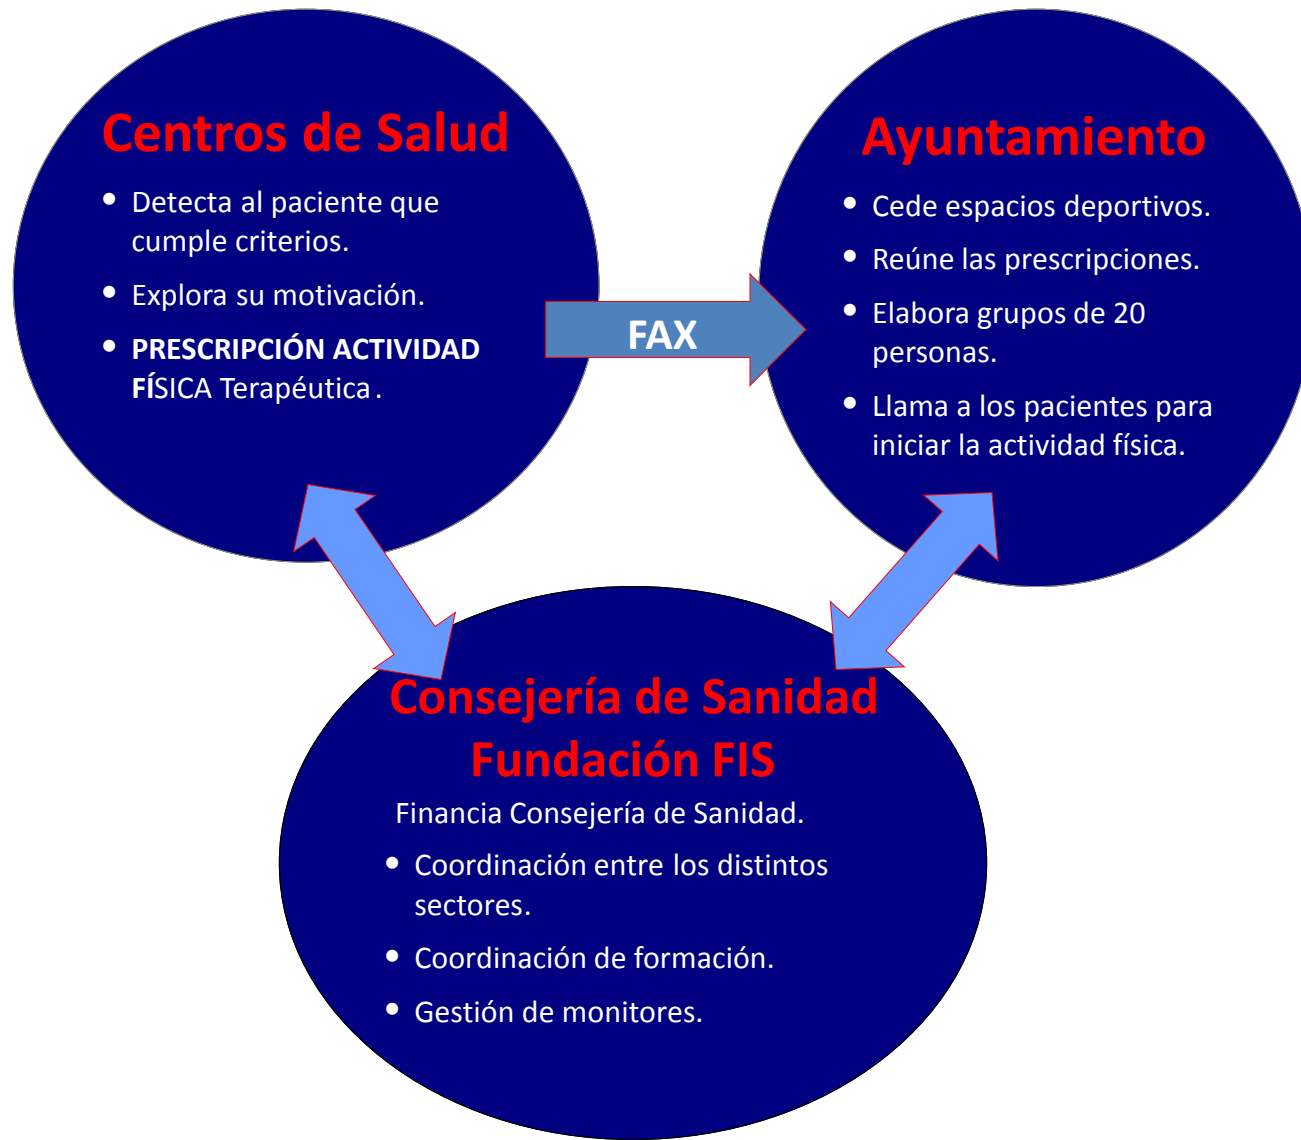 Centros de Salud
• Detecta al paciente que
cumple criterios.
• Explora su motivación.
• PRESCRIPCIÓN ACTIVIDAD
FÍSICA Terapéutica.
FAX
Ayuntamiento
• Cede espacios deportivos.
• Reúne las prescripciones.
• Elabora grupos de 20
personas.
• Llama a los pacientes para
iniciar la actividad física.
Consejería de Sanidad
Fundación FIS
Financia Consejería de Sanidad.
• Coordinación entre los distintos
sectores.
• Coordinación de formación.
• Gestión de monitores.